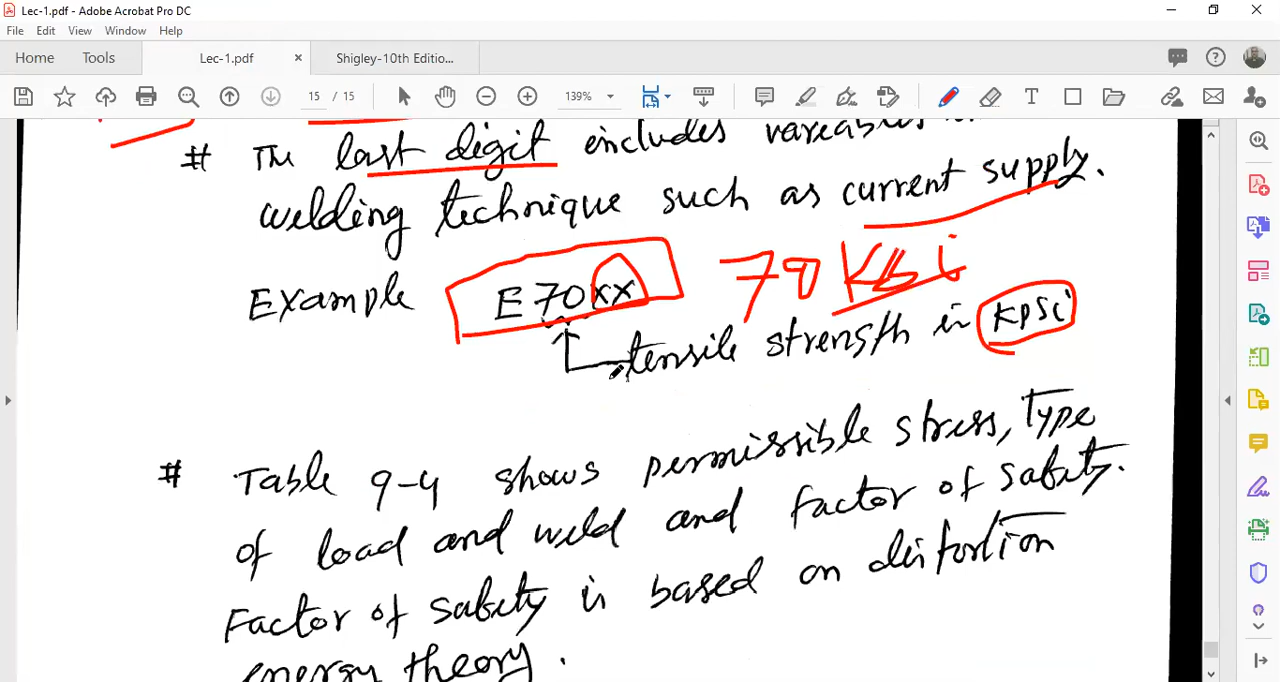 Lec-1.pdf - Adobe Acrobat Pro DC
File Edit View Window Help
Home Tools Lec-1.pdf × Shigley-10th Editio...
15 / 15 139%
# The last digit includes variables in
welding technique such as current supply.
Example E70xx 70 Ksi
tensile strength in kpsi
# Table 9-4 shows permissible stress, Type
of load and weld and factor of safety.
Factor of safety is based on distortion
energy theory.